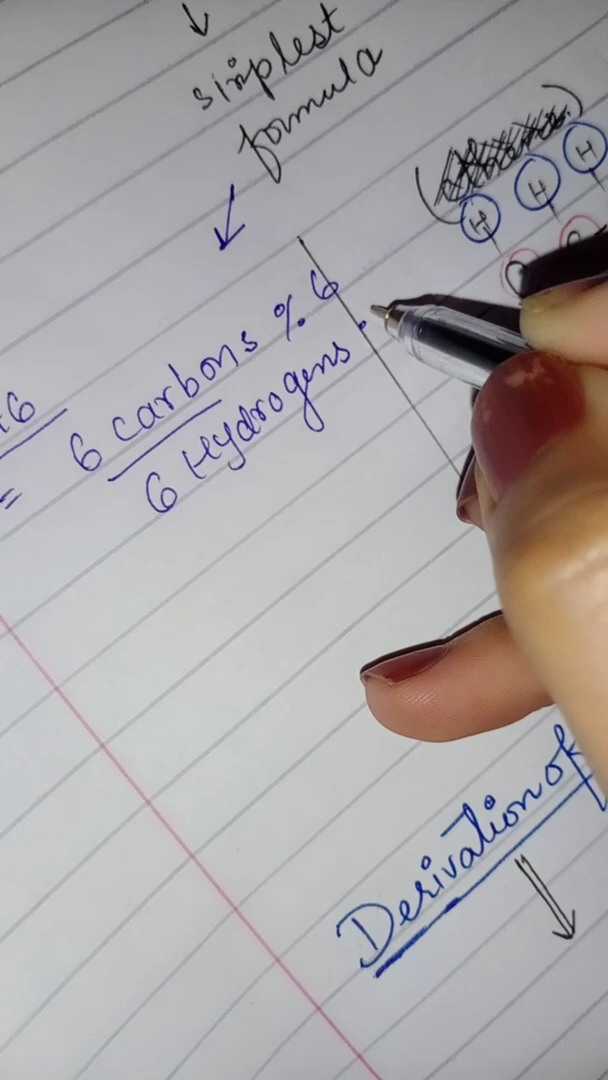 simplest
formula
H H H
6 carbons % 6
6 Hydrogens.
=
Derivation of